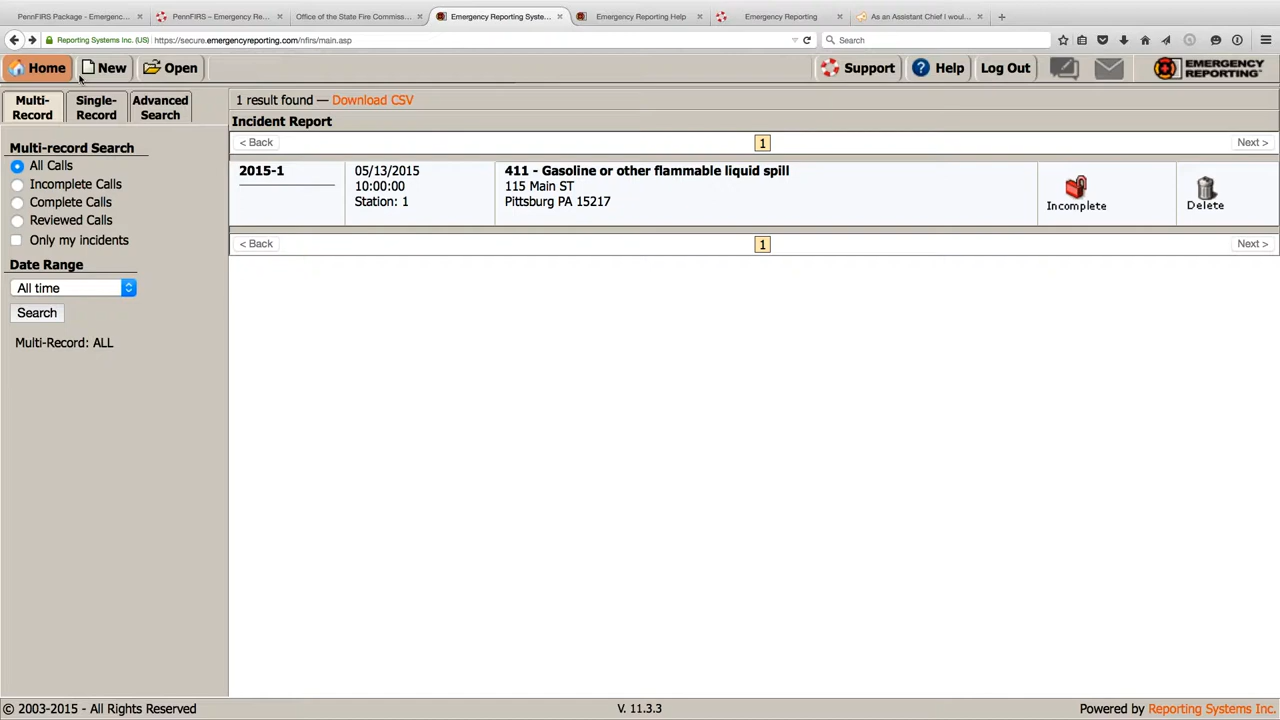 PennFIRS Package - Emergenc... × PennFIRS – Emergency Re... × Office of the State Fire Commiss... × Emergency Reporting Syste... × Emergency Reporting Help × Emergency Reporting × As an Assistant Chief I woul... × +
Reporting Systems Inc. (US) https://secure.emergencyreporting.com/nfirs/main.asp Search
Home New Open Support Help Log Out EMERGENCY REPORTING
Multi-Record Single-Record Advanced Search
1 result found — Download CSV
Incident Report
< Back 1 Next >
Multi-record Search
All Calls
Incomplete Calls
Complete Calls
Reviewed Calls
Only my incidents
Date Range
All time
Search
Multi-Record: ALL
2015-1 05/13/2015 411 - Gasoline or other flammable liquid spill
10:00:00 115 Main ST
Station: 1 Pittsburg PA 15217 Incomplete Delete
< Back 1 Next >
© 2003-2015 - All Rights Reserved V. 11.3.3 Powered by Reporting Systems Inc.